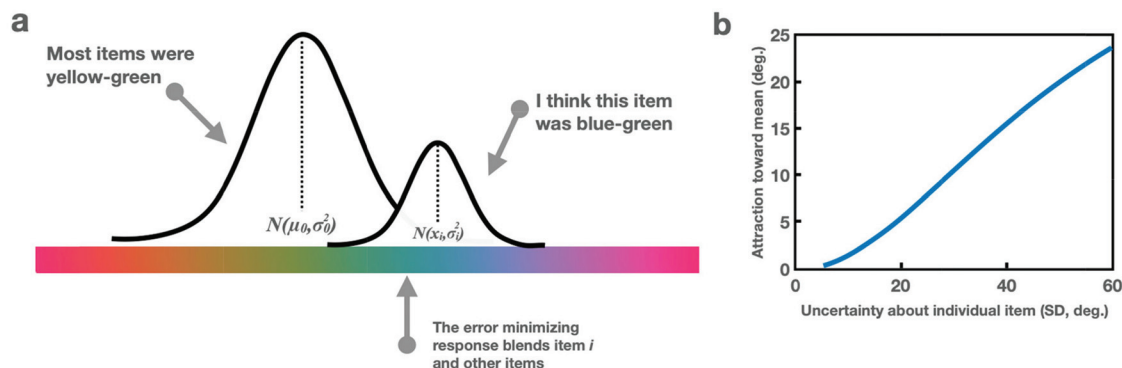 a
Most items were
yellow-green
I think this item
was blue-green
N(μ₀,σ₀²)
N(xᵢ,σᵢ²)
The error minimizing
response blends item i
and other items
b
Attraction toward mean (deg.)
25
20
15
10
5
0
0
20
40
60
Uncertainty about individual item (SD, deg.)